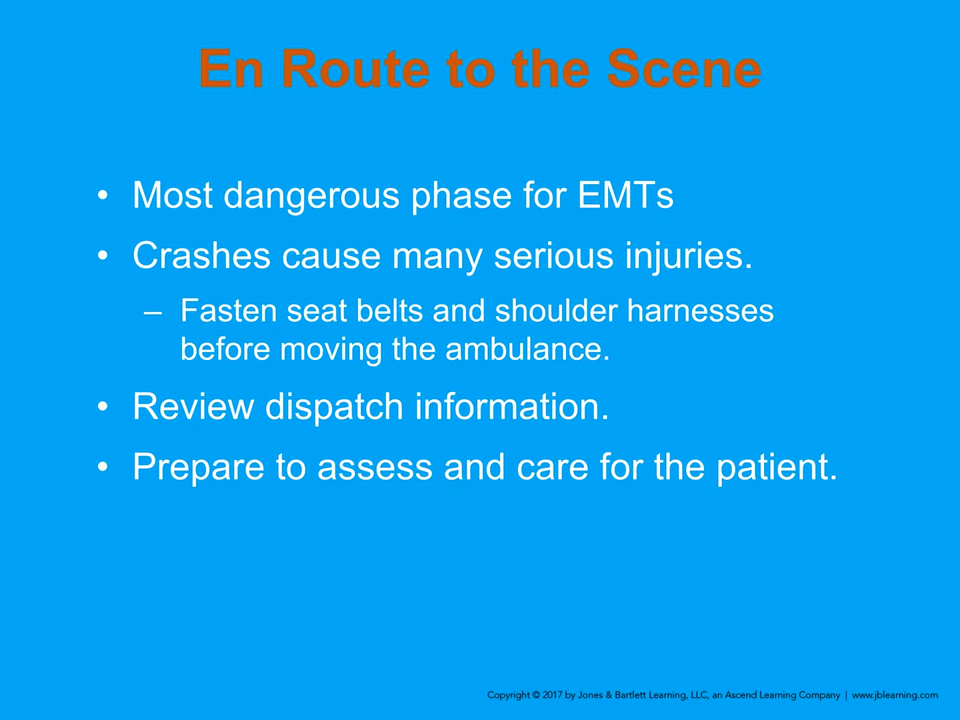 En Route to the Scene
• Most dangerous phase for EMTs
• Crashes cause many serious injuries.
– Fasten seat belts and shoulder harnesses
before moving the ambulance.
• Review dispatch information.
• Prepare to assess and care for the patient.
Copyright © 2017 by Jones & Bartlett Learning, LLC, an Ascend Learning Company | www.jblearning.com